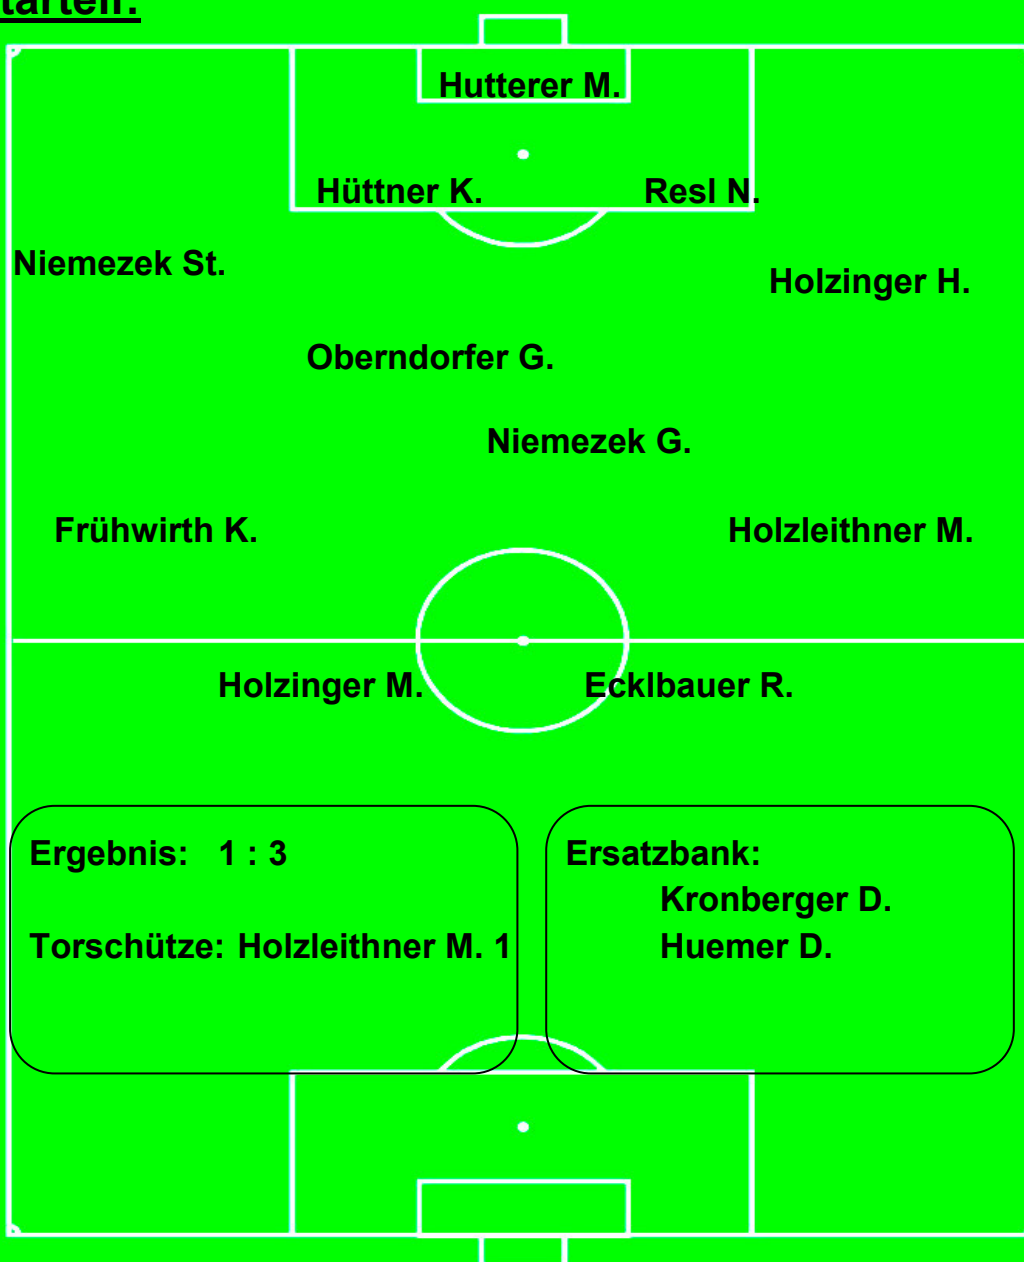 Hutterer M.
Hüttner K. Resl N.
Niemezek St.
Holzinger H.
Oberndorfer G.
Niemezek G.
Frühwirth K. Holzleithner M.
Holzinger M. Ecklbauer R.
Ergebnis: 1 : 3
Torschütze: Holzleithner M. 1
Ersatzbank:
Kronberger D.
Huemer D.